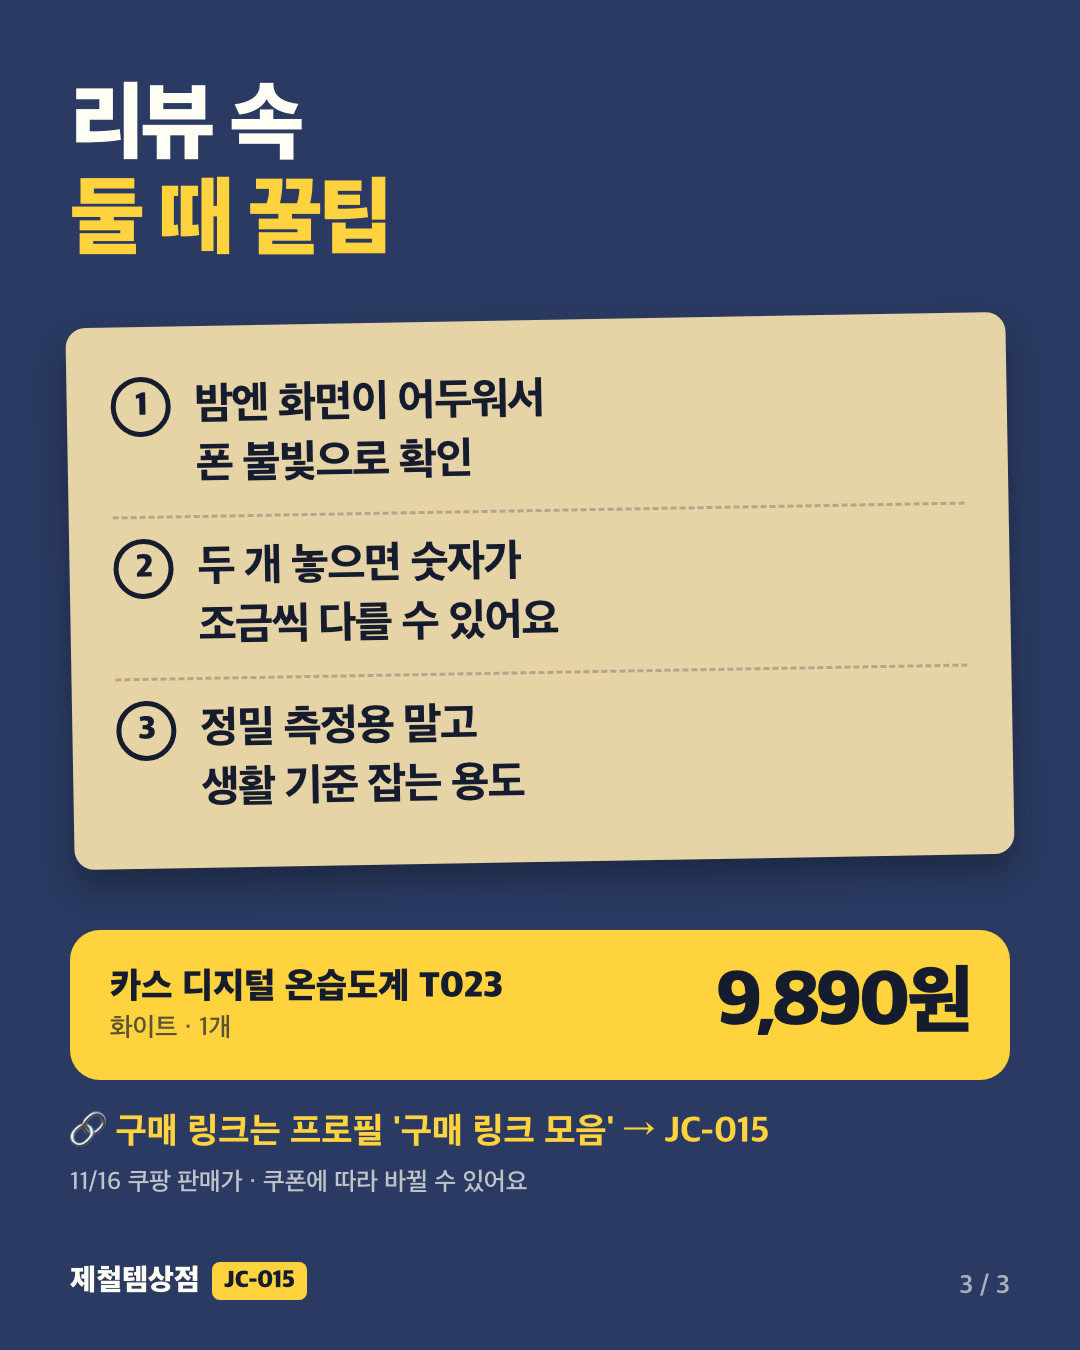 리뷰 속
둘 때 꿀팁
1 밤엔 화면이 어두워서
폰 불빛으로 확인
2 두 개 놓으면 숫자가
조금씩 다를 수 있어요
3 정밀 측정용 말고
생활 기준 잡는 용도
카스 디지털 온습도계 T023
화이트 · 1개
9,890원
🔗 구매 링크는 프로필 '구매 링크 모음' → JC-015
11/16 쿠팡 판매가 · 쿠폰에 따라 바뀔 수 있어요
제철템상점 JC-015
3 / 3